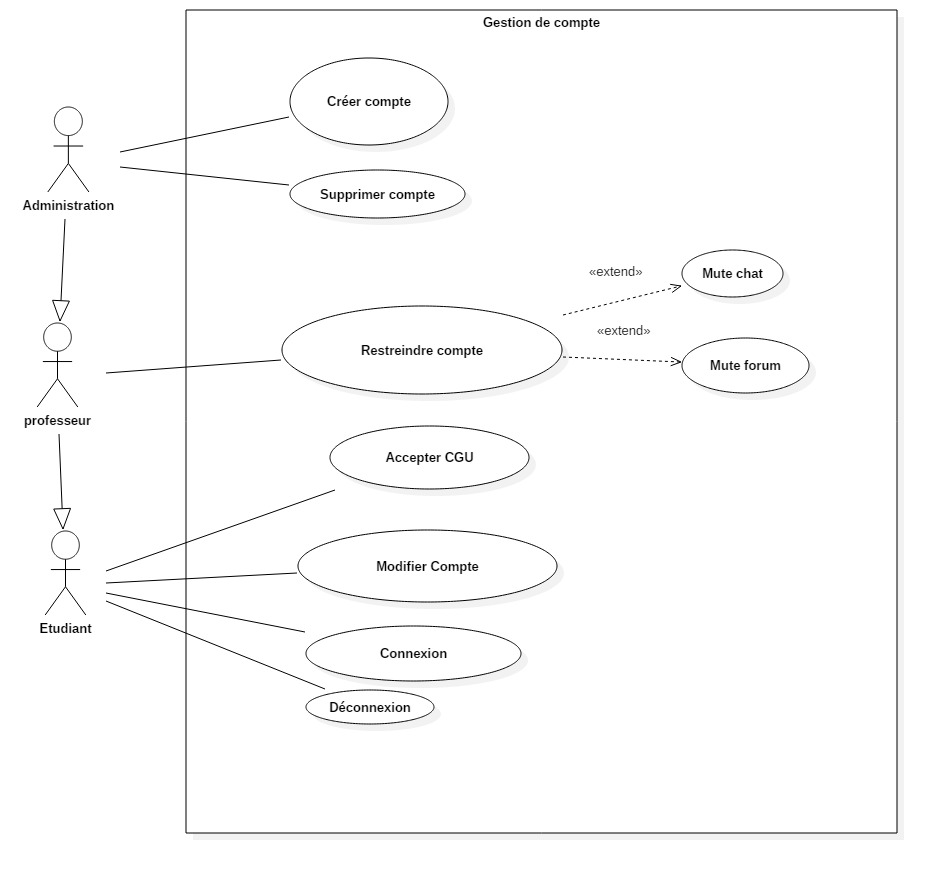 Gestion de compte
Créer compte
Supprimer compte
Administration
«extend»
Mute chat
«extend»
Restreindre compte
Mute forum
professeur
Accepter CGU
Modifier Compte
Etudiant
Connexion
Déconnexion